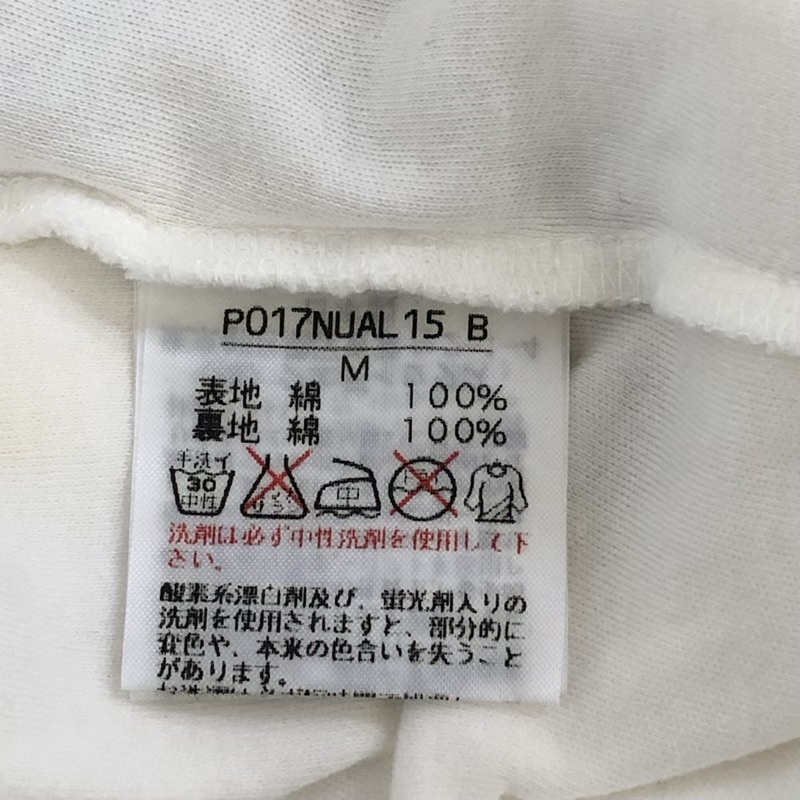 P017NUAL15 B
M
表地 綿 100%
裏地 綿 100%
手洗イ
30
中性
中
洗剤は必ず中性洗剤を使用して下
さい。
酸素系漂白剤及び、蛍光剤入りの
洗剤を使用されますと、部分的に
変色や、本来の色合いを失うこと
があります。